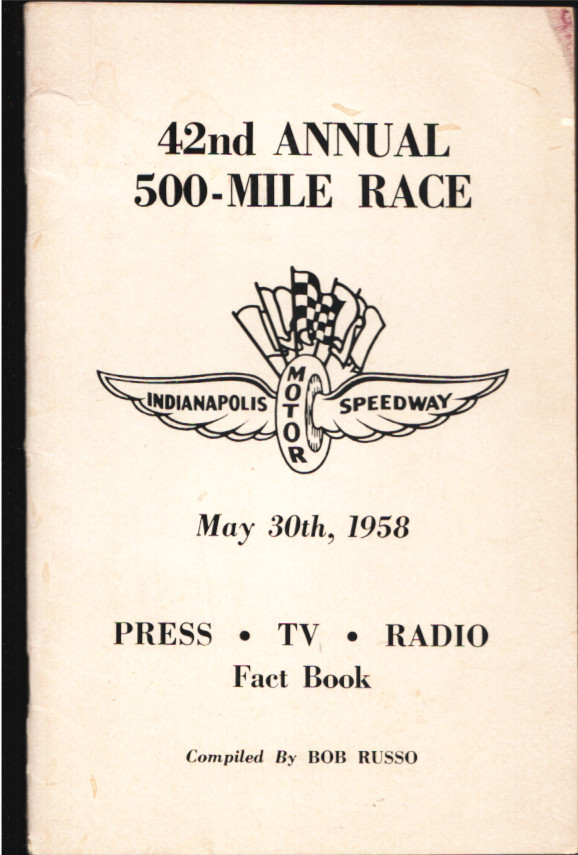 42nd ANNUAL
500-MILE RACE
INDIANAPOLIS MOTOR SPEEDWAY
May 30th, 1958
PRESS • TV • RADIO
Fact Book
Compiled By BOB RUSSO